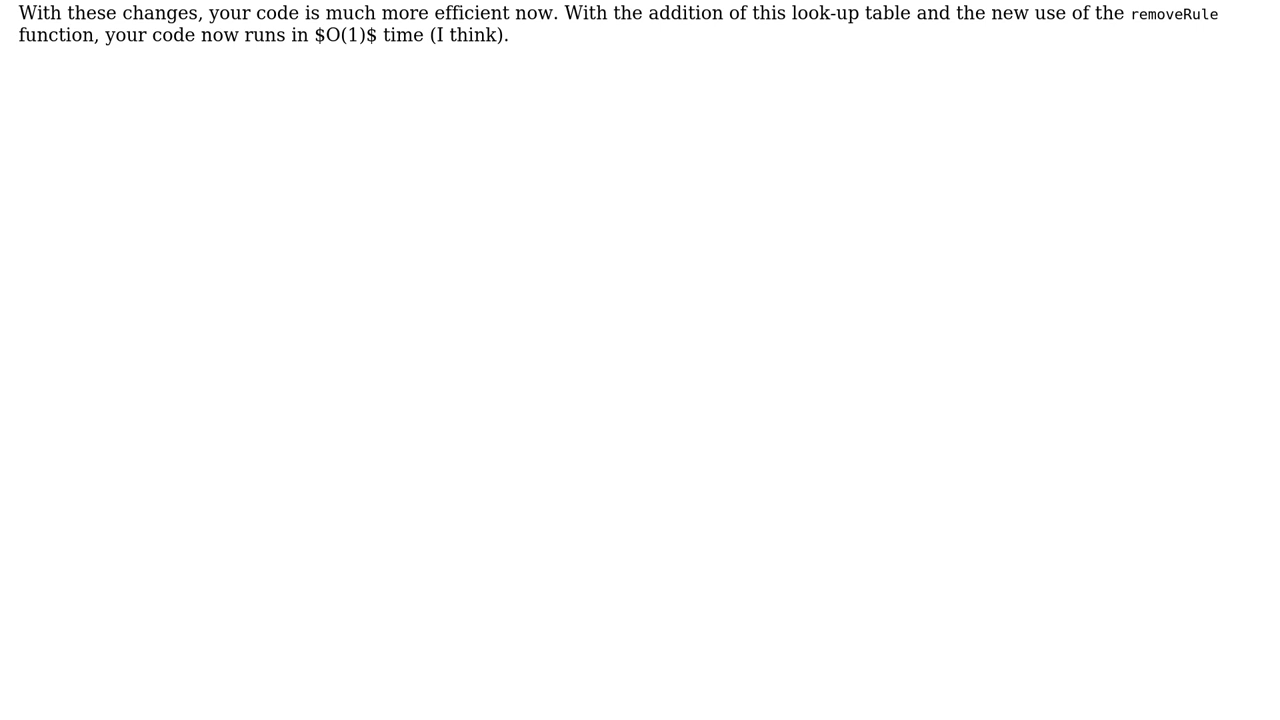 With these changes, your code is much more efficient now. With the addition of this look-up table and the new use of the removeRule
function, your code now runs in $O(1)$ time (I think).